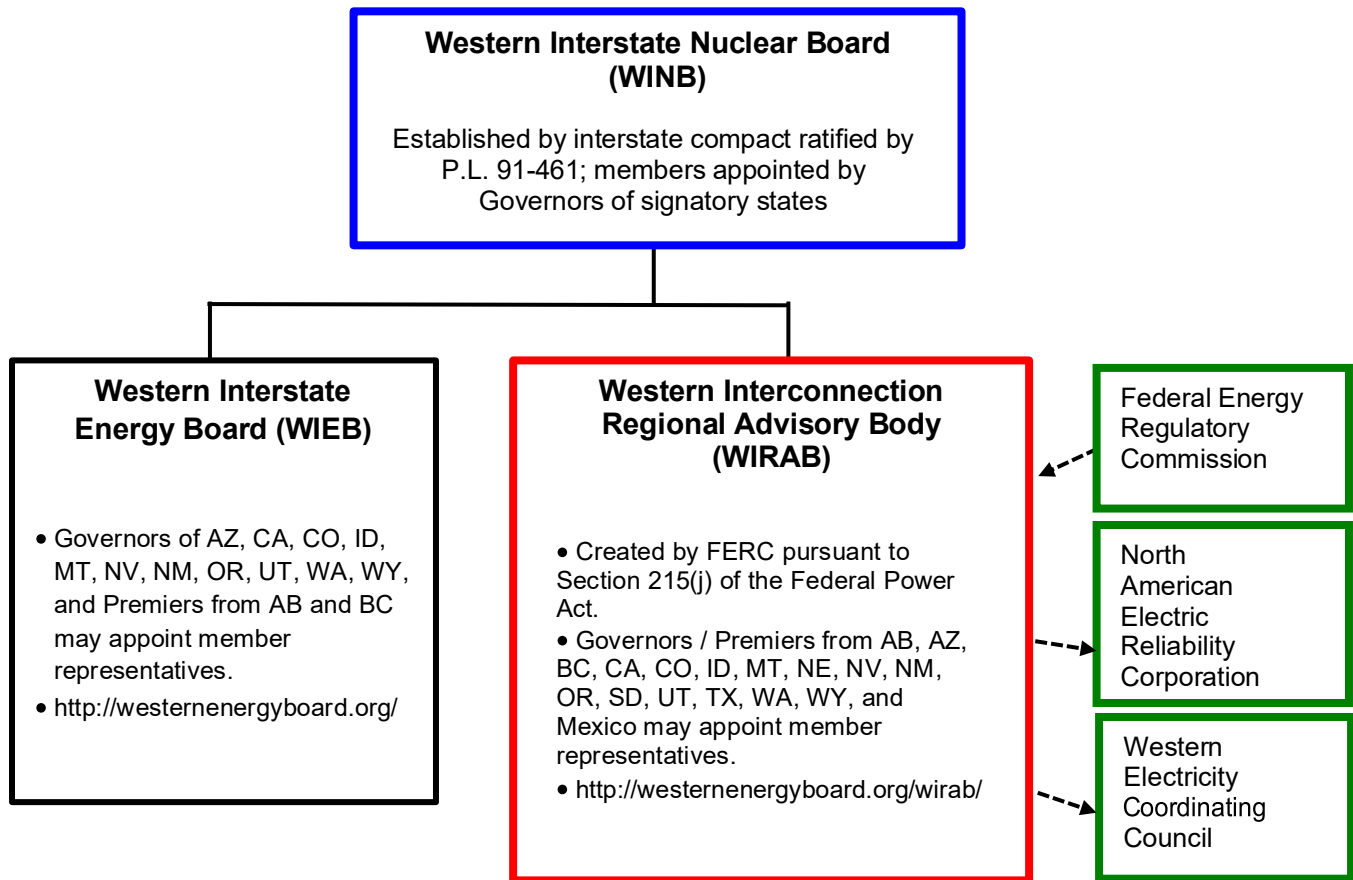 Western Interstate Nuclear Board
(WINB)
Established by interstate compact ratified by
P.L. 91-461; members appointed by
Governors of signatory states
Western Interstate
Energy Board (WIEB)
• Governors of AZ, CA, CO, ID,
MT, NV, NM, OR, UT, WA, WY,
and Premiers from AB and BC
may appoint member
representatives.
• http://westernenergyboard.org/
Western Interconnection
Regional Advisory Body
(WIRAB)
• Created by FERC pursuant to
Section 215(j) of the Federal Power
Act.
• Governors / Premiers from AB, AZ,
BC, CA, CO, ID, MT, NE, NV, NM,
OR, SD, UT, TX, WA, WY, and
Mexico may appoint member
representatives.
• http://westernenergyboard.org/wirab/
Federal Energy
Regulatory
Commission
North
American
Electric
Reliability
Corporation
Western
Electricity
Coordinating
Council